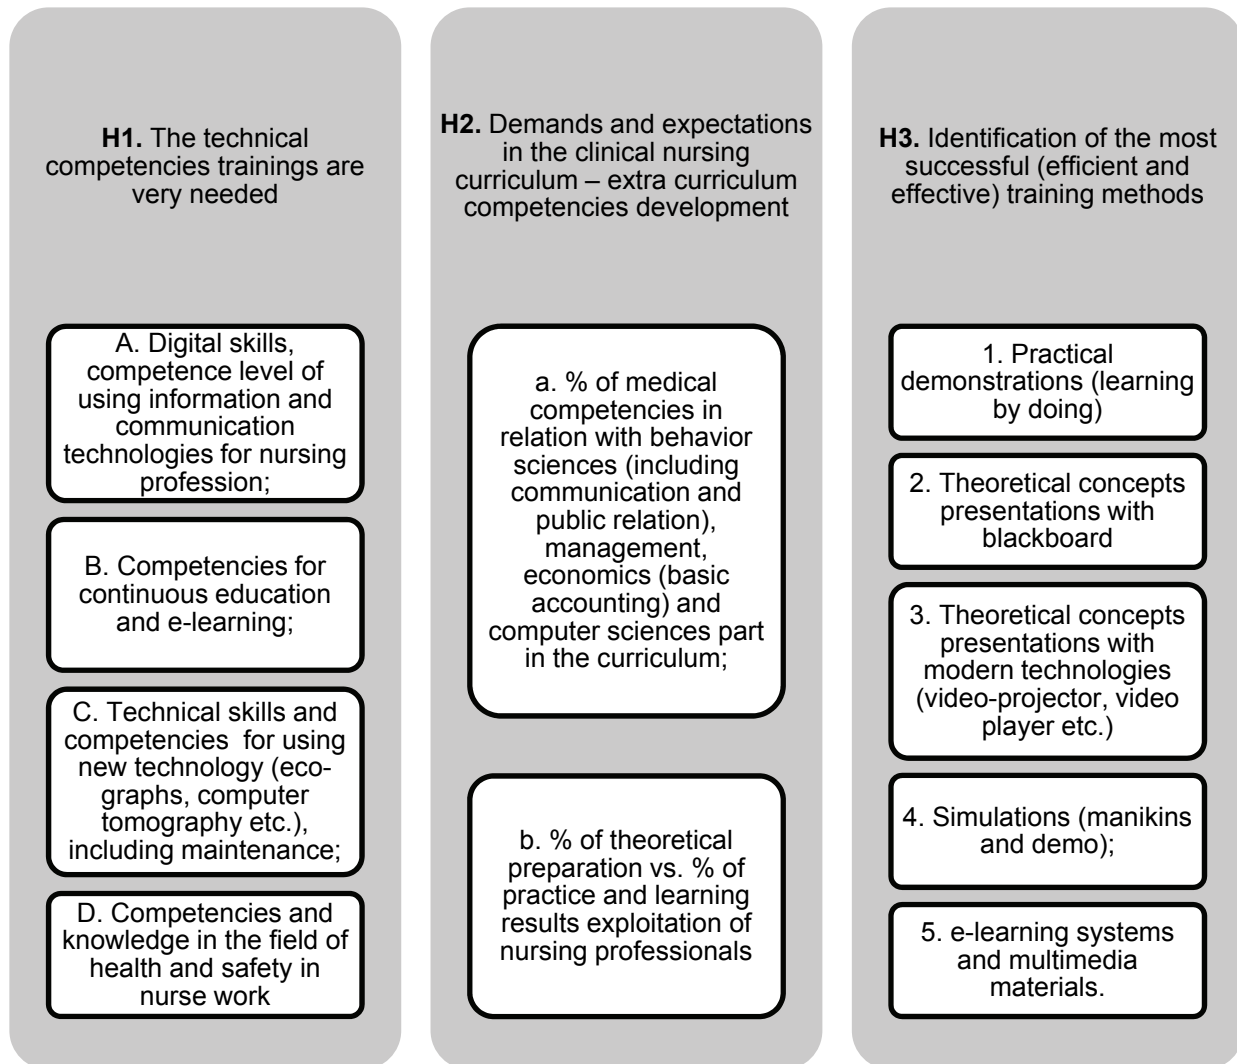 H1. The technical
competencies trainings are
very needed
A. Digital skills,
competence level of
using information and
communication
technologies for nursing
profession;
B. Competencies for
continuous education
and e-learning;
C. Technical skills and
competencies for using
new technology (eco-
graphs, computer
tomography etc.),
including maintenance;
D. Competencies and
knowledge in the field of
health and safety in
nurse work
H2. Demands and expectations
in the clinical nursing
curriculum – extra curriculum
competencies development
a. % of medical
competencies in
relation with behavior
sciences (including
communication and
public relation),
management,
economics (basic
accounting) and
computer sciences part
in the curriculum;
b. % of theoretical
preparation vs. % of
practice and learning
results exploitation of
nursing professionals
H3. Identification of the most
successful (efficient and
effective) training methods
1. Practical
demonstrations (learning
by doing)
2. Theoretical concepts
presentations with
blackboard
3. Theoretical concepts
presentations with
modern technologies
(video-projector, video
player etc.)
4. Simulations (manikins
and demo);
5. e-learning systems
and multimedia
materials.